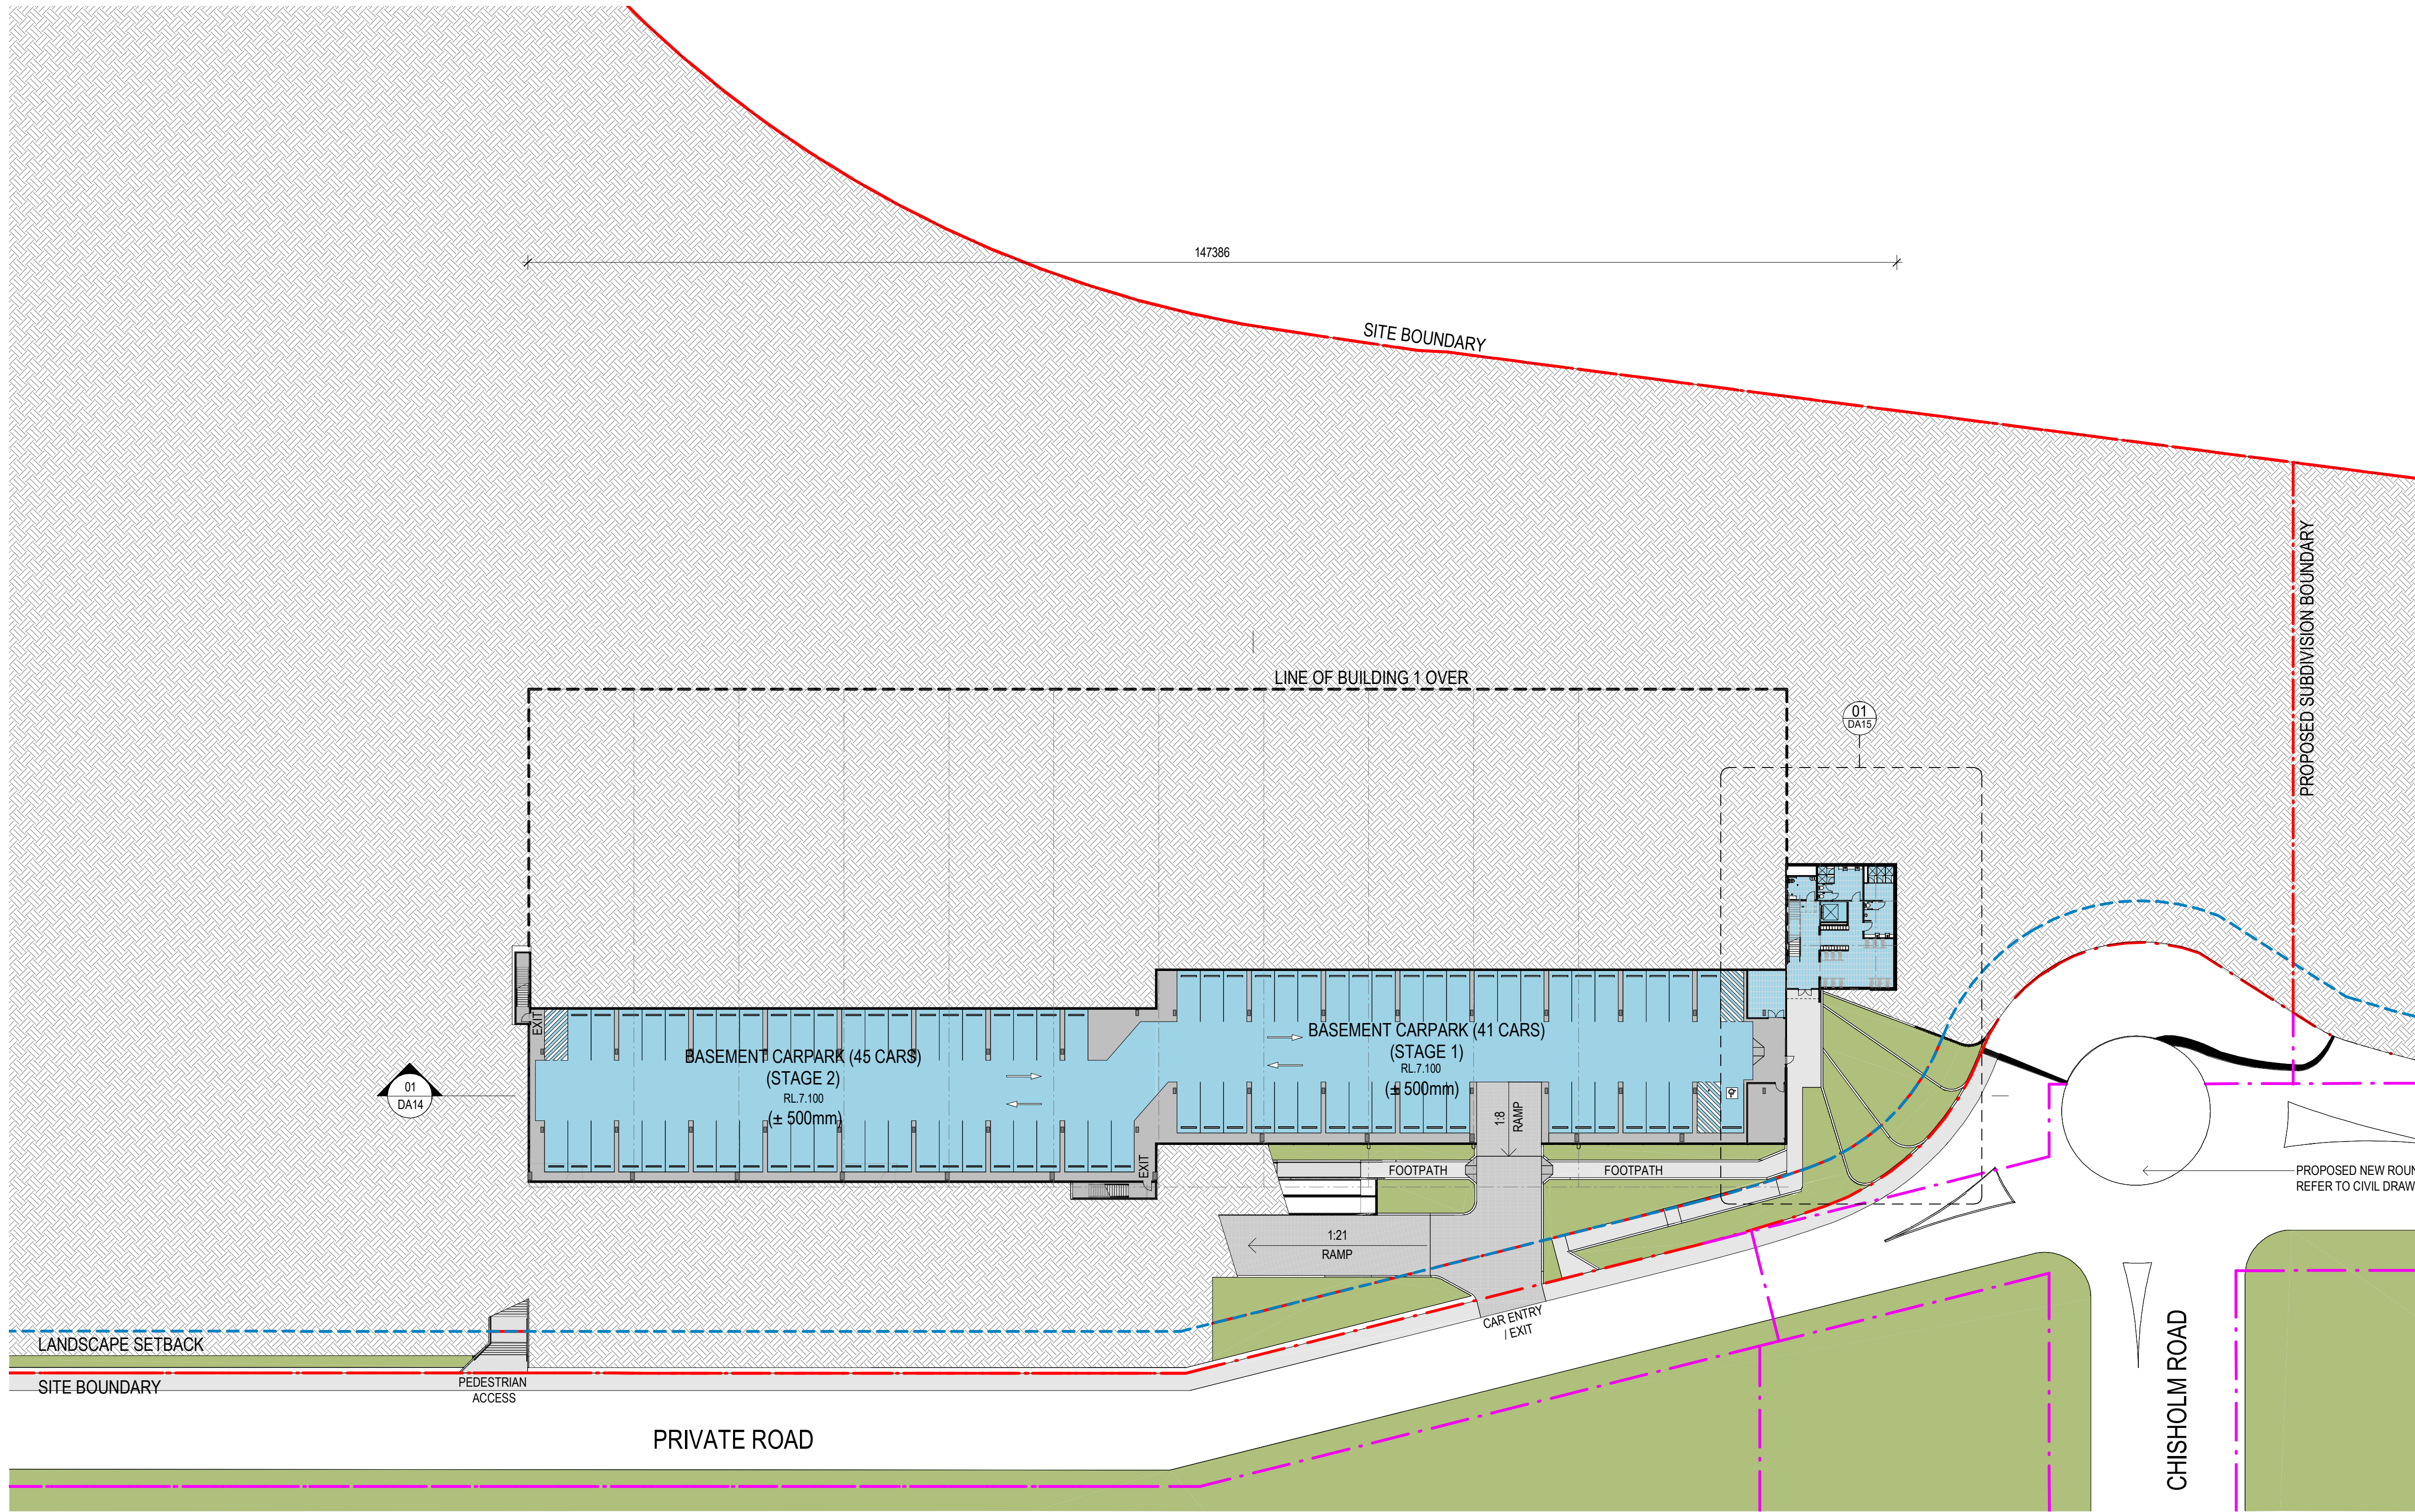 147386
SITE BOUNDARY
PROPOSED SUBDIVISION BOUNDARY
LINE OF BUILDING 1 OVER
01
DA15
EXIT
BASEMENT CARPARK (45 CARS)
(STAGE 2)
RL.7.100
(± 500mm)
BASEMENT CARPARK (41 CARS)
(STAGE 1)
RL.7.100
(± 500mm)
01
DA14
1:8
RAMP
EXIT
FOOTPATH
FOOTPATH
PROPOSED NEW ROUN
REFER TO CIVIL DRAW
1:21
RAMP
CAR ENTRY
/ EXIT
LANDSCAPE SETBACK
SITE BOUNDARY
PEDESTRIAN
ACCESS
PRIVATE ROAD
CHISHOLM ROAD